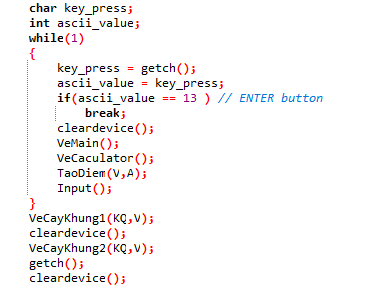 char key_press;
int ascii_value;
while(1)
{
key_press = getch();
ascii_value = key_press;
if(ascii_value == 13 ) // ENTER button
break;
cleardevice();
VeMain();
VeCaculator();
TaoDiem(V,A);
Input();
}
VeCayKhung1(KQ,V);
cleardevice();
VeCayKhung2(KQ,V);
getch();
cleardevice();